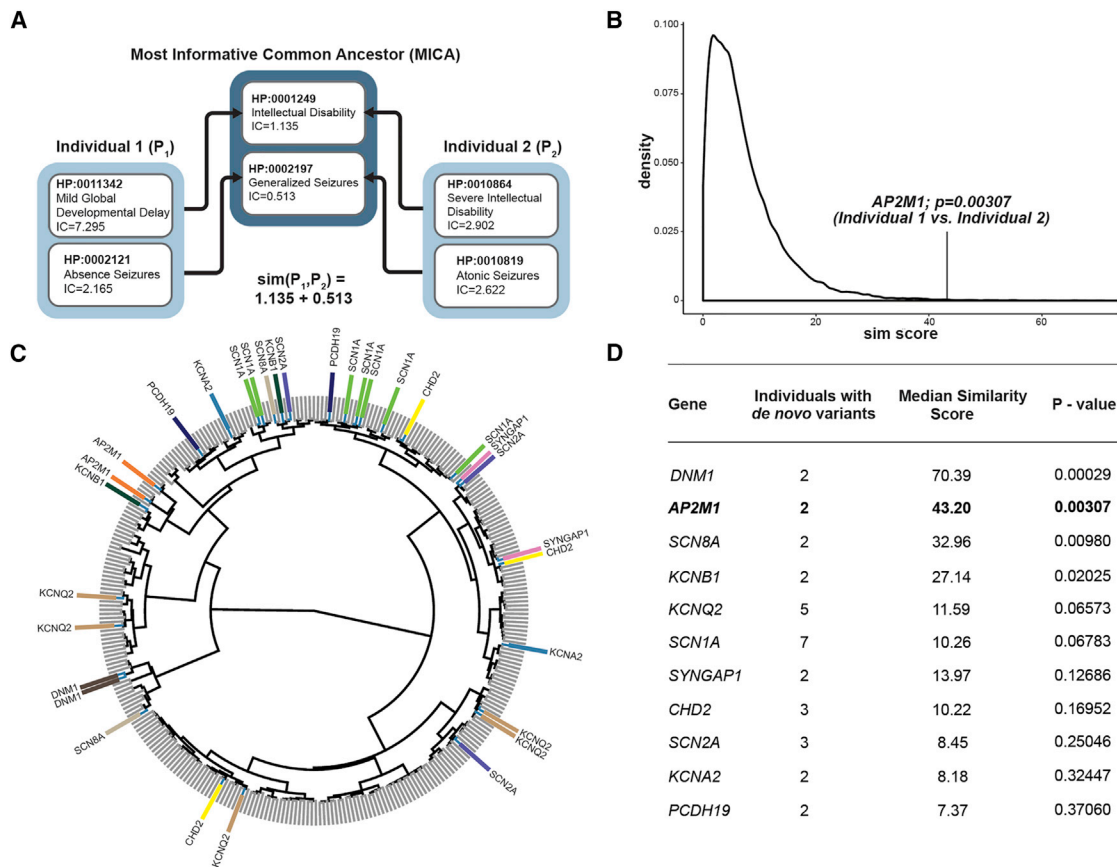 A
Most Informative Common Ancestor (MICA)
HP:0001249
Intellectual Disability
IC=1.135
HP:0002197
Generalized Seizures
IC=0.513
Individual 1 (P1)
HP:0011342
Mild Global
Developmental Delay
IC=7.295
HP:0002121
Absence Seizures
IC=2.165
Individual 2 (P2)
HP:0010864
Severe Intellectual
Disability
IC=2.902
HP:0010819
Atonic Seizures
IC=2.622
sim(P1,P2) =
1.135 + 0.513
B
density
0.100
0.075
0.050
0.025
0
0
20
40
60
sim score
AP2M1; p=0.00307
(Individual 1 vs. Individual 2)
C
PCDH19
KCNA2
SCN1A
SCN1A
SCN8A
KCNB1
SCN2A
PCDH19
SCN1A
SCN1A
SCN1A
SCN1A
CHD2
SCN1A
SYNGAP1
SCN2A
SYNGAP1
CHD2
KCNA2
KCNQ2
KCNQ2
SCN2A
KCNQ2
CHD2
SCN8A
DNM1
DNM1
KCNQ2
KCNQ2
KCNB1
AP2M1
AP2M1
D
Gene Individuals with de novo variants Median Similarity Score P - value
DNM1 2 70.39 0.00029
AP2M1 2 43.20 0.00307
SCN8A 2 32.96 0.00980
KCNB1 2 27.14 0.02025
KCNQ2 5 11.59 0.06573
SCN1A 7 10.26 0.06783
SYNGAP1 2 13.97 0.12686
CHD2 3 10.22 0.16952
SCN2A 3 8.45 0.25046
KCNA2 2 8.18 0.32447
PCDH19 2 7.37 0.37060